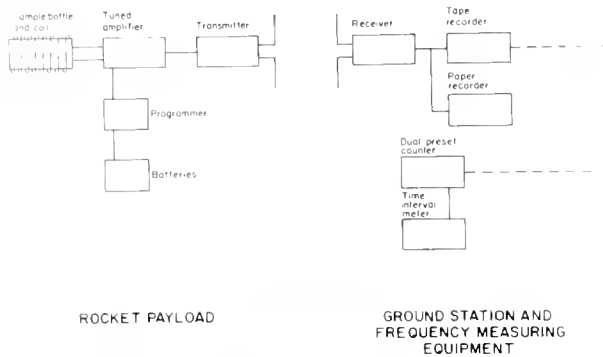 Sample bottle
and coil
Tuned
amplifier
Transmitter
Programmer
Batteries
Receiver
Tape
recorder
Paper
recorder
Dual preset
counter
Time
interval
meter
ROCKET PAYLOAD
GROUND STATION AND
FREQUENCY MEASURING
EQUIPMENT